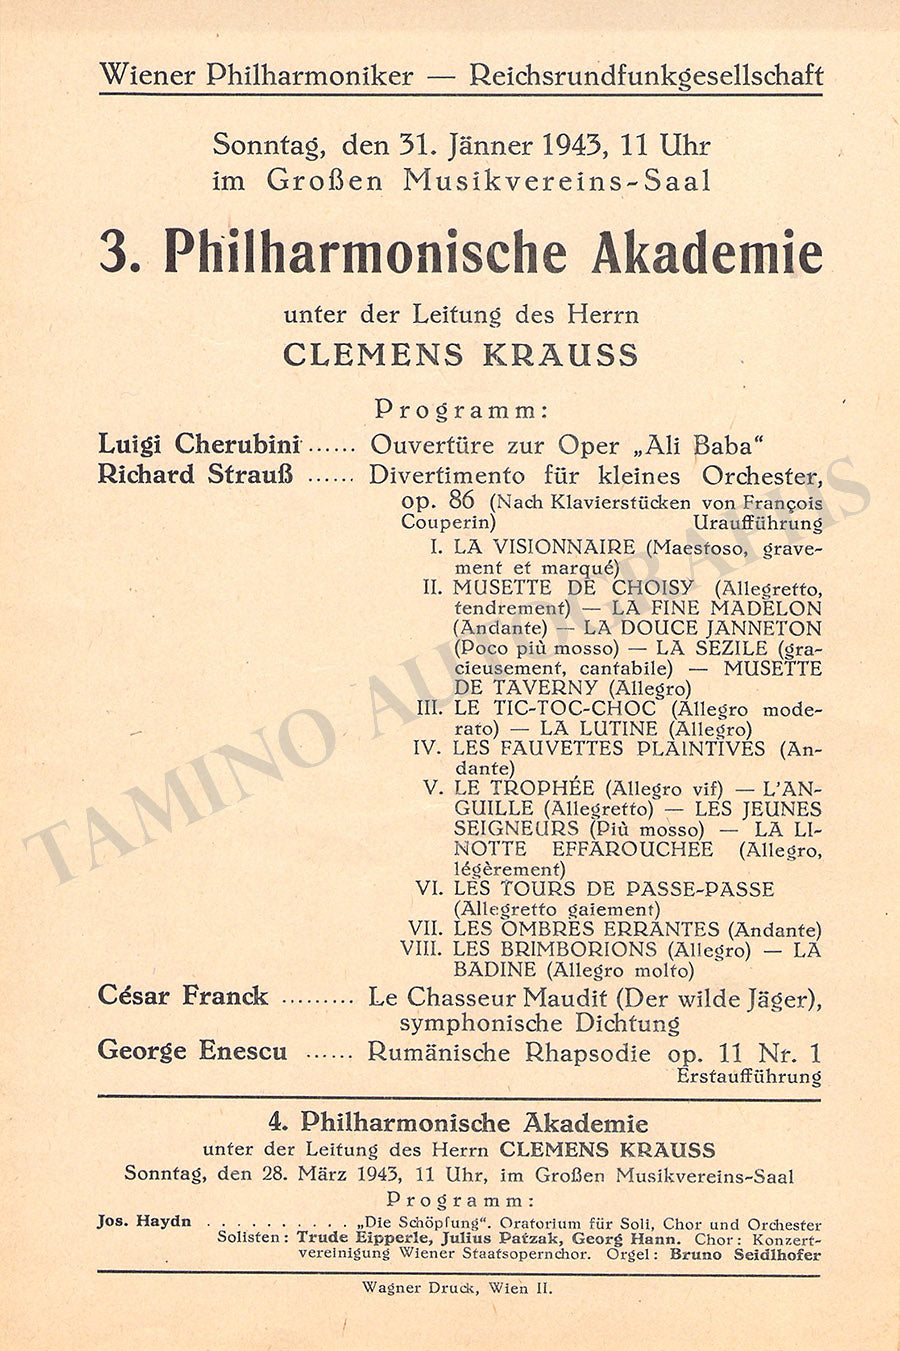 Wiener Philharmoniker — Reichsrundfunkgesellschaft
Sonntag, den 31. Jänner 1943, 11 Uhr
im Großen Musikvereins-Saal
3. Philharmonische Akademie
unter der Leitung des Herrn
CLEMENS KRAUSS
Programm:
Luigi Cherubini ...... Ouvertüre zur Oper „Ali Baba“
Richard Strauß ...... Divertimento für kleines Orchester,
op. 86 (Nach Klavierstücken von François
Couperin) Uraufführung
I. LA VISIONNAIRE (Maestoso, grave-
ment et marqué)
II. MUSETTE DE CHOISY (Allegretto,
tendrement) — LA FINE MADELON
(Andante) — LA DOUCE JANNETON
(Poco più mosso) — LA SEZILE (gra-
cieusement, cantabile) — MUSETTE
DE TAVERNY (Allegro)
III. LE TIC-TOC-CHOC (Allegro mode-
rato) — LA LUTINE (Allegro)
IV. LES FAUVETTES PLAINTIVES (An-
dante)
V. LE TROPHÉE (Allegro vif) — L'AN-
GUILLE (Allegretto) — LES JEUNES
SEIGNEURS (Più mosso) — LA LI-
NOTTE EFFAROUCHEE (Allegro,
légèrement)
VI. LES TOURS DE PASSE-PASSE
(Allegretto gaiement)
VII. LES OMBRES ERRANTES (Andante)
VIII. LES BRIMBORIONS (Allegro) — LA
BADINE (Allegro molto)
César Franck ......... Le Chasseur Maudit (Der wilde Jäger),
symphonische Dichtung
George Enescu ...... Rumänische Rhapsodie op. 11 Nr. 1
Erstaufführung
4. Philharmonische Akademie
unter der Leitung des Herrn CLEMENS KRAUSS
Sonntag, den 28. März 1943, 11 Uhr, im Großen Musikvereins-Saal
Programm:
Jos. Haydn . . . . . . . . . . „Die Schöpfung“. Oratorium für Soli, Chor und Orchester
Solisten: Trude Eipperle, Julius Patzak, Georg Hann. Chor: Konzert-
vereinigung Wiener Staatsopernchor. Orgel: Bruno Seidlhofer
Wagner Druck, Wien II.
TAMINO AUTOGRAPHS